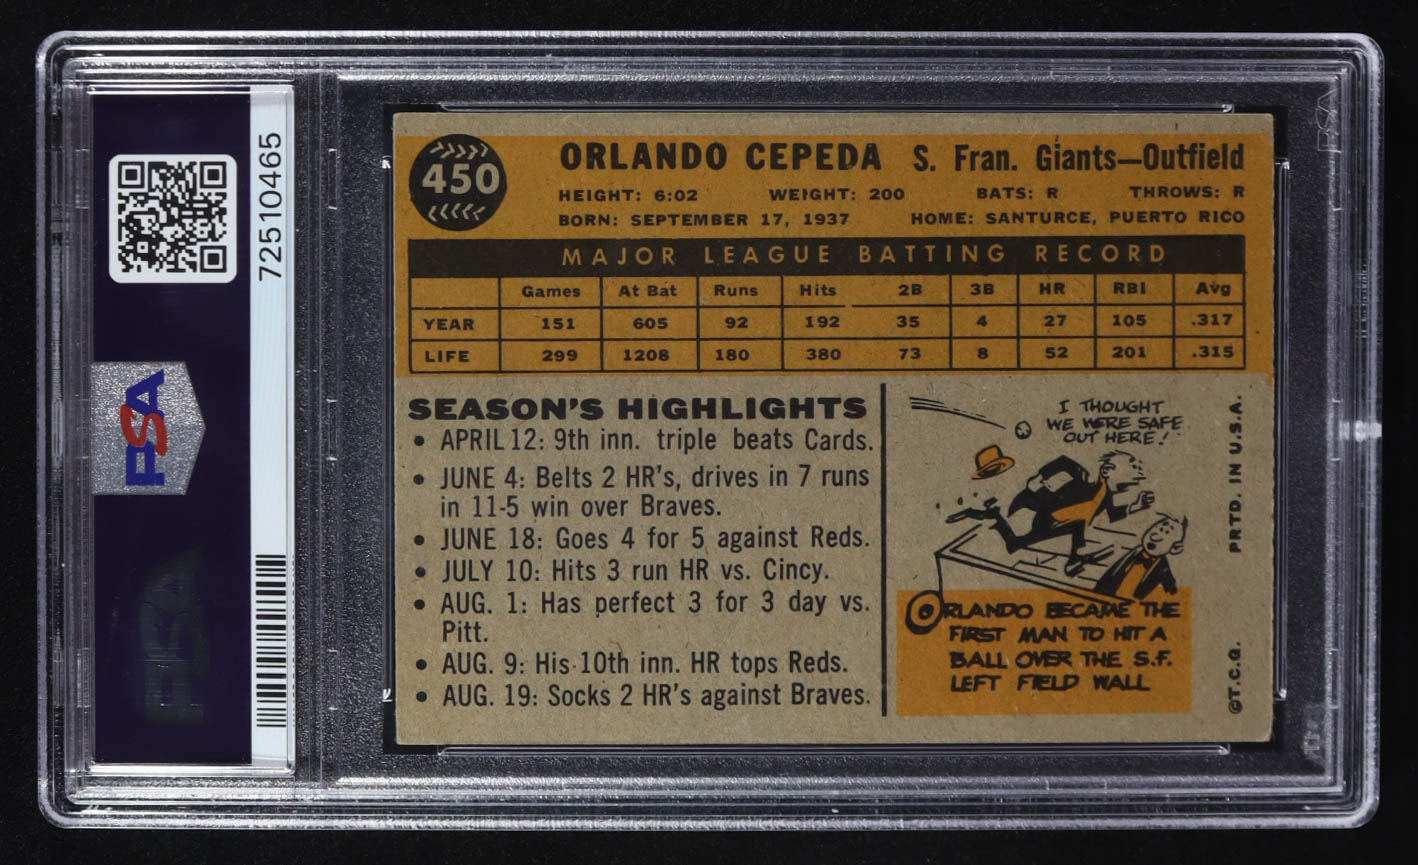 72510465
PSA
PSA
450
ORLANDO CEPEDA S. Fran. Giants—Outfield
HEIGHT: 6:02 WEIGHT: 200 BATS: R THROWS: R
BORN: SEPTEMBER 17, 1937 HOME: SANTURCE, PUERTO RICO
MAJOR LEAGUE BATTING RECORD
Games At Bat Runs Hits 2B 3B HR RBI Avg
YEAR 151 605 92 192 35 4 27 105 .317
LIFE 299 1208 180 380 73 8 52 201 .315
SEASON'S HIGHLIGHTS
• APRIL 12: 9th inn. triple beats Cards.
• JUNE 4: Belts 2 HR's, drives in 7 runs
in 11-5 win over Braves.
• JUNE 18: Goes 4 for 5 against Reds.
• JULY 10: Hits 3 run HR vs. Cincy.
• AUG. 1: Has perfect 3 for 3 day vs.
Pitt.
• AUG. 9: His 10th inn. HR tops Reds.
• AUG. 19: Socks 2 HR's against Braves.
I THOUGHT
WE WERE SAFE
OUT HERE!
ORLANDO BECAME THE
FIRST MAN TO HIT A
BALL OVER THE S.F.
LEFT FIELD WALL
©T.C.G. PRTD. IN U.S.A.